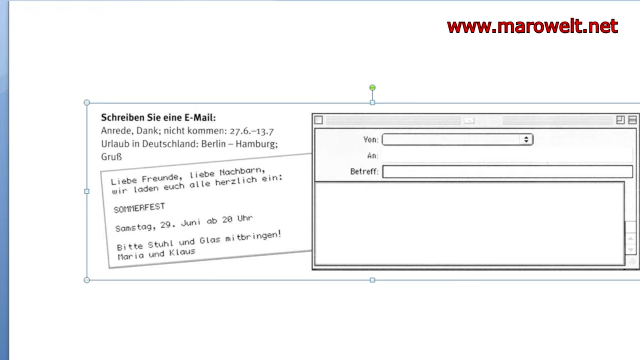 www.marowelt.net
Schreiben Sie eine E-Mail:
Anrede, Dank; nicht kommen: 27.6.–13.7
Urlaub in Deutschland: Berlin – Hamburg;
Gruß
Liebe Freunde, liebe Nachbarn,
wir laden euch alle herzlich ein:
SOMMERFEST
Samstag, 29. Juni ab 20 Uhr
Bitte Stuhl und Glas mitbringen!
Maria und Klaus
Von:
An:
Betreff: